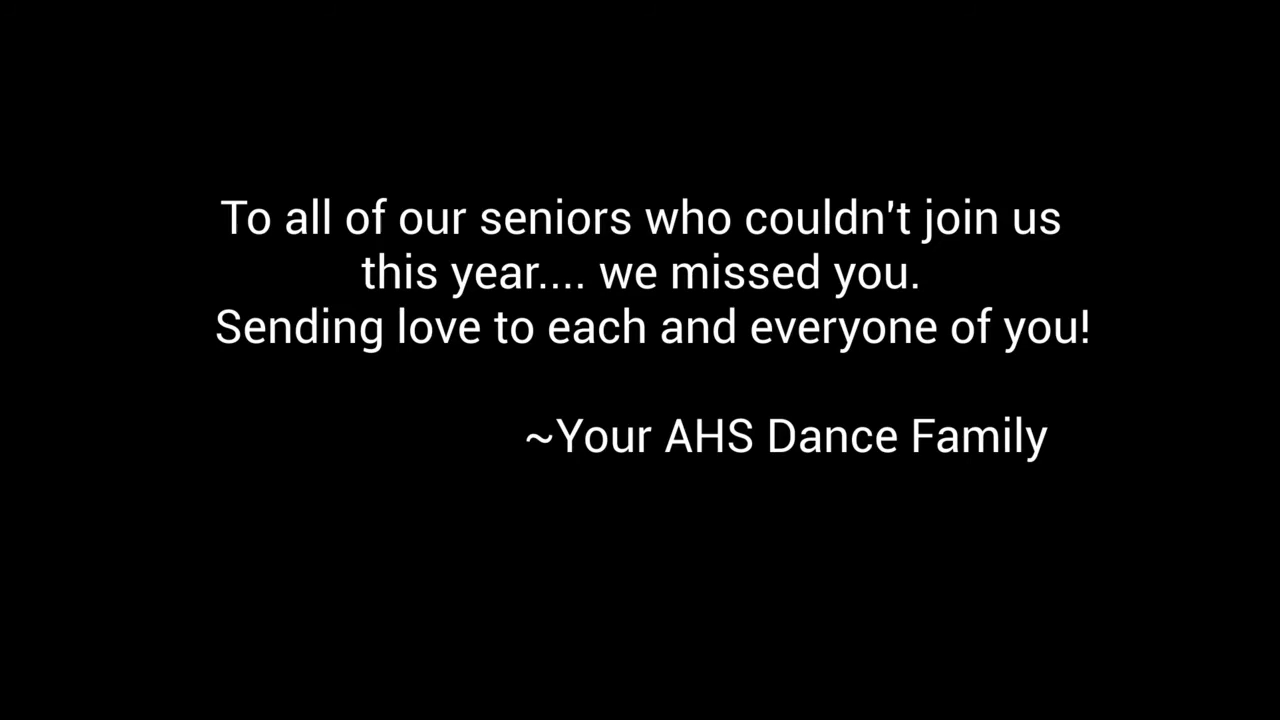 To all of our seniors who couldn't join us
this year.... we missed you.
Sending love to each and everyone of you!
~Your AHS Dance Family